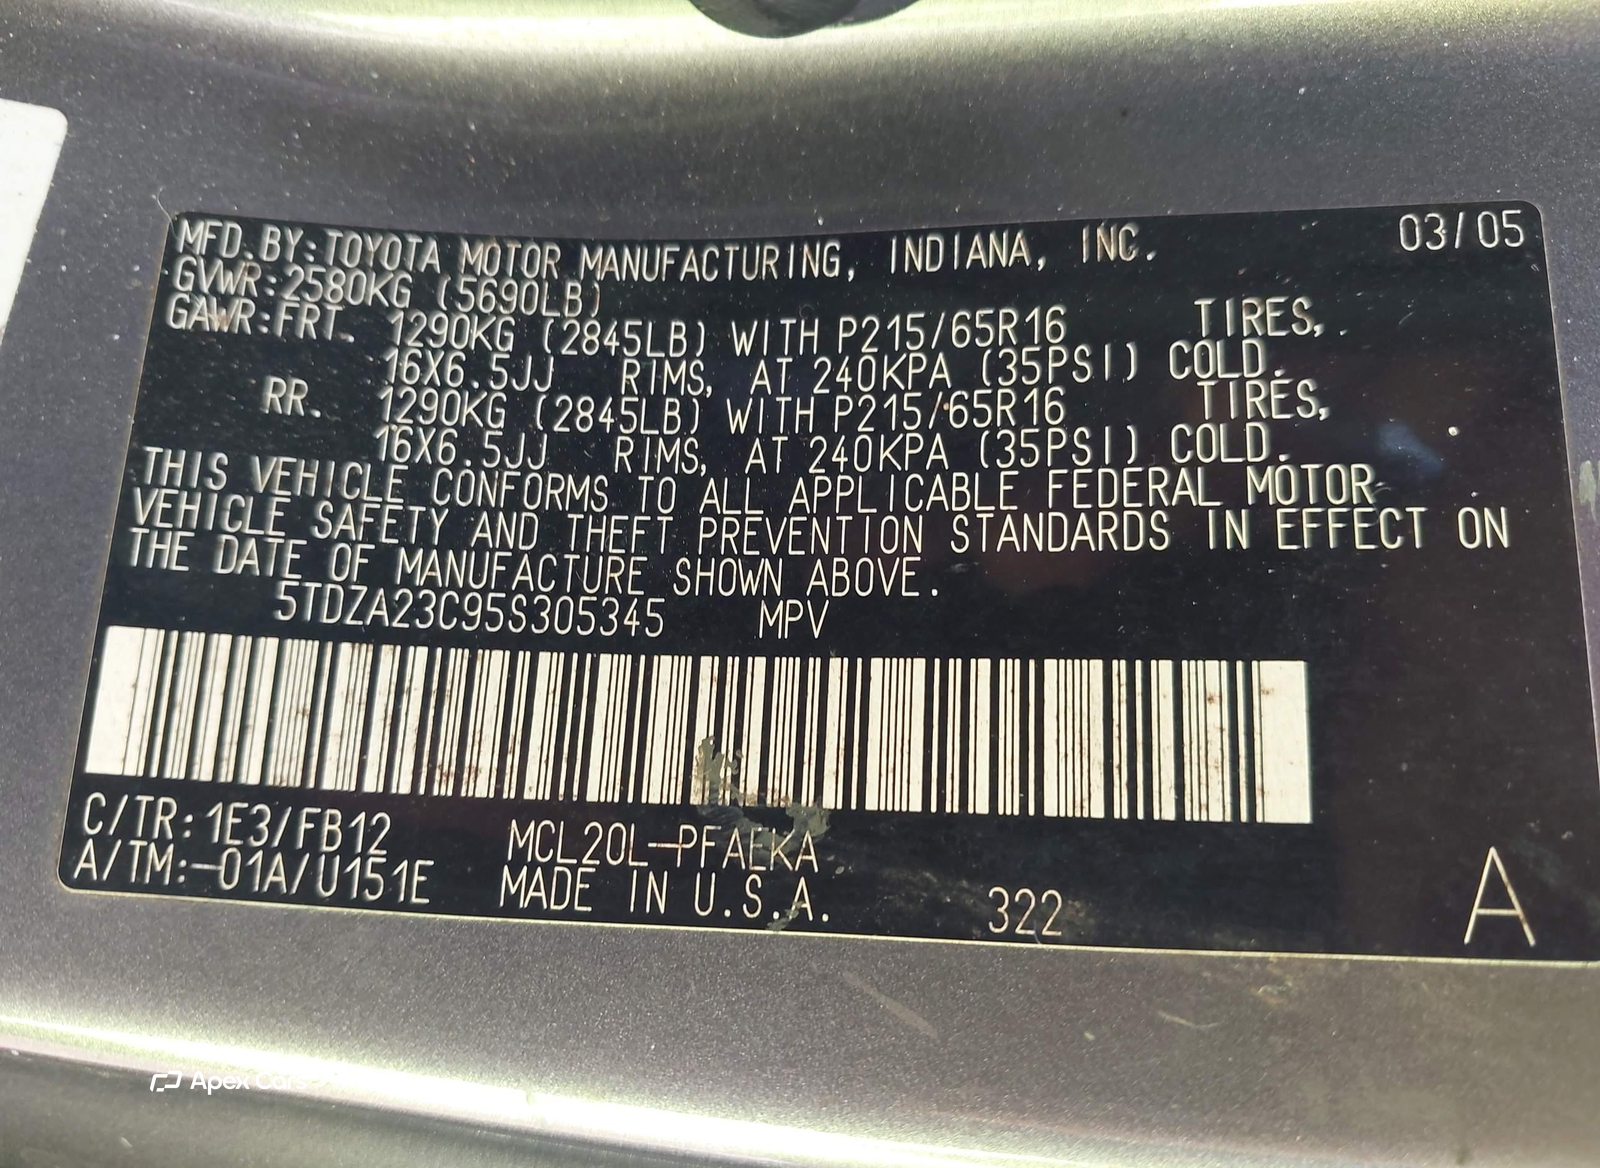 MFD. BY: TOYOTA MOTOR MANUFACTURING, INDIANA, INC. 03/05
GVWR: 2580KG (5690LB)
GAWR: FRT. 1290KG (2845LB) WITH P215/65R16 TIRES,
16X6.5JJ RIMS, AT 240KPA (35PSI) COLD.
RR. 1290KG (2845LB) WITH P215/65R16 TIRES,
16X6.5JJ RIMS, AT 240KPA (35PSI) COLD.
THIS VEHICLE CONFORMS TO ALL APPLICABLE FEDERAL MOTOR
VEHICLE SAFETY AND THEFT PREVENTION STANDARDS IN EFFECT ON
THE DATE OF MANUFACTURE SHOWN ABOVE.
5TDZA23C95S305345 MPV
C/TR: 1E3/FB12 MCL20L-PFAEKA
A/TM:-01A/U151E MADE IN U.S.A. 322 A
Apex Cars